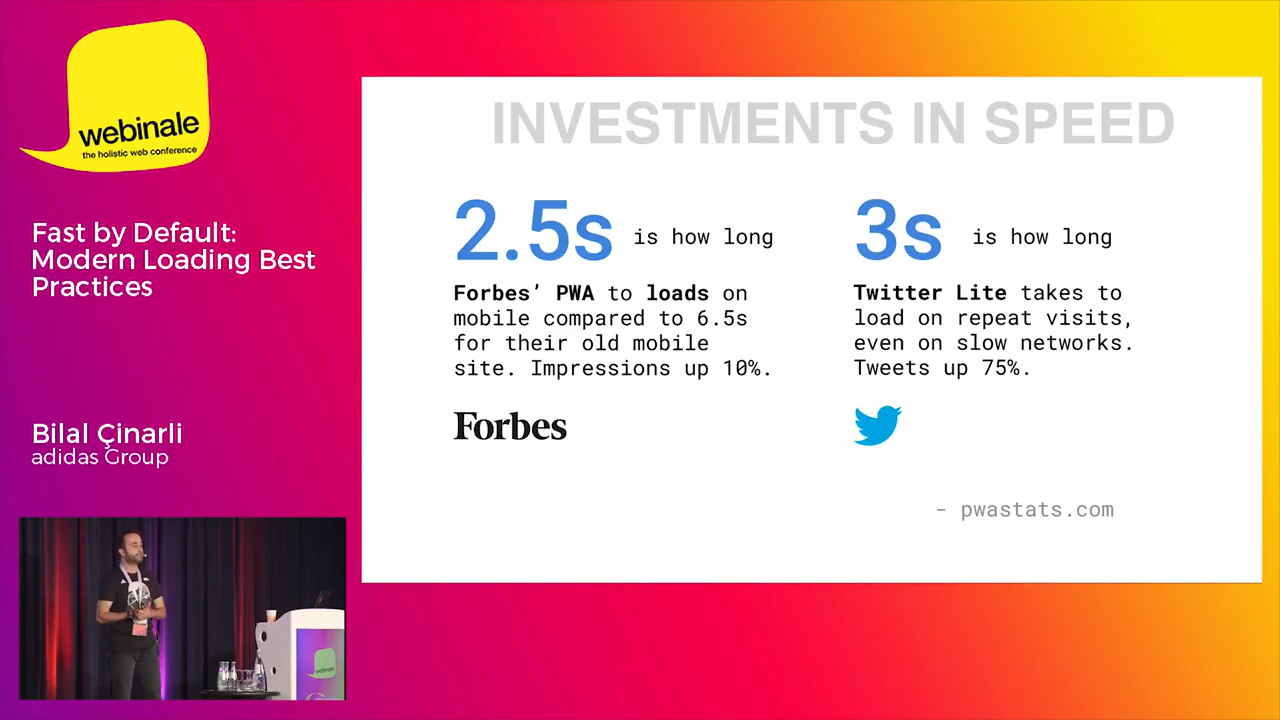 webinale
the holistic web conference
Fast by Default:
Modern Loading Best
Practices
Bilal Çinarli
adidas Group
INVESTMENTS IN SPEED
2.5s is how long
Forbes’ PWA to loads on
mobile compared to 6.5s
for their old mobile
site. Impressions up 10%.
Forbes
3s is how long
Twitter Lite takes to
load on repeat visits,
even on slow networks.
Tweets up 75%.
- pwastats.com
webinale